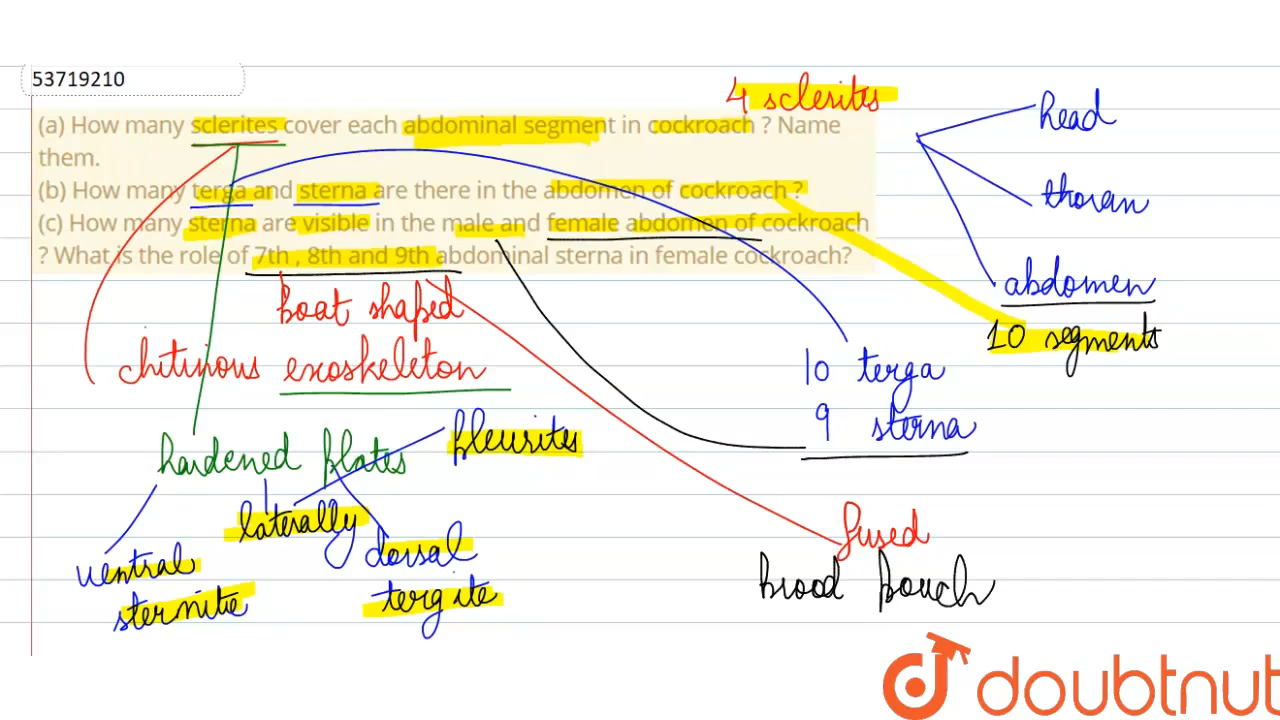 53719210
4 sclerites
(a) How many sclerites cover each abdominal segment in cockroach ? Name
them.
(b) How many terga and sterna are there in the abdomen of cockroach ?
(c) How many sterna are visible in the male and female abdomen of cockroach
? What is the role of 7th , 8th and 9th abdominal sterna in female cockroach?
head
thorax
abdomen
10 segments
boat shaped
chitinous exoskeleton
10 terga
9 sterna
hardened plates
pleurites
laterally
ventral
sternite
dorsal
tergite
fused
brood pouch
doubtnut